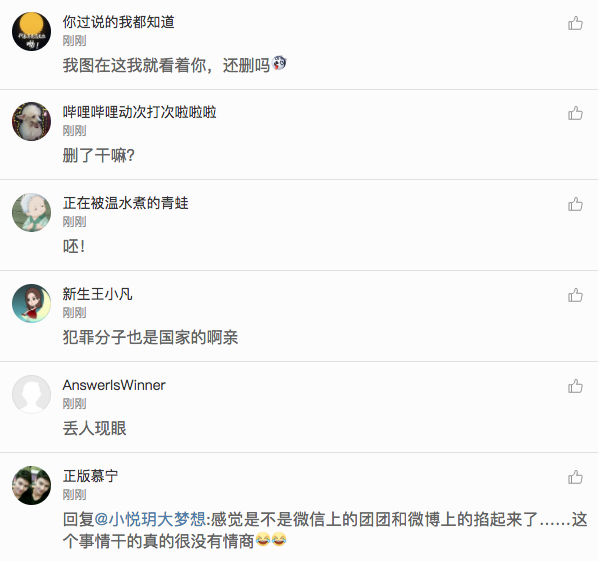 你过说的我都知道
刚刚
我图在这我就看着你，还删吗
哔哩哔哩动次打次啦啦啦
刚刚
删了干嘛?
正在被温水煮的青蛙
刚刚
呸！
新生王小凡
刚刚
犯罪分子也是国家的啊亲
AnswerIsWinner
刚刚
丢人现眼
正版慕宁
刚刚
回复@小悦玥大梦想:感觉是不是微信上的团团和微博上的掐起来了……这
个事情干的真的很没有情商😂😂